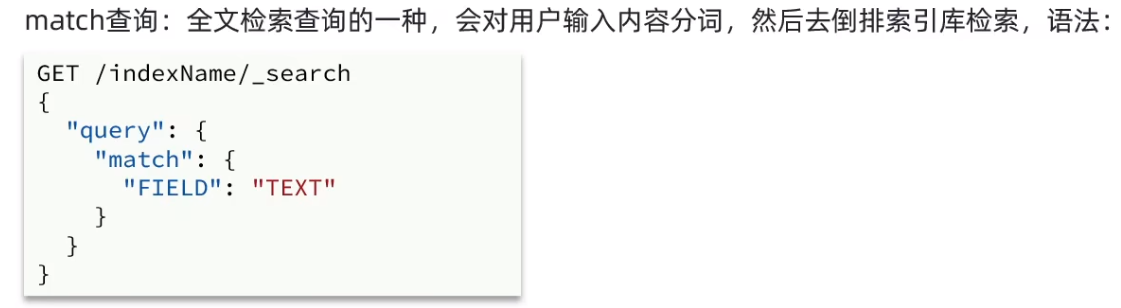 match查询：全文检索查询的一种，会对用户输入内容分词，然后去倒排索引库检索，语法：
GET /indexName/_search
{
  "query": {
    "match": {
      "FIELD": "TEXT"
    }
  }
}